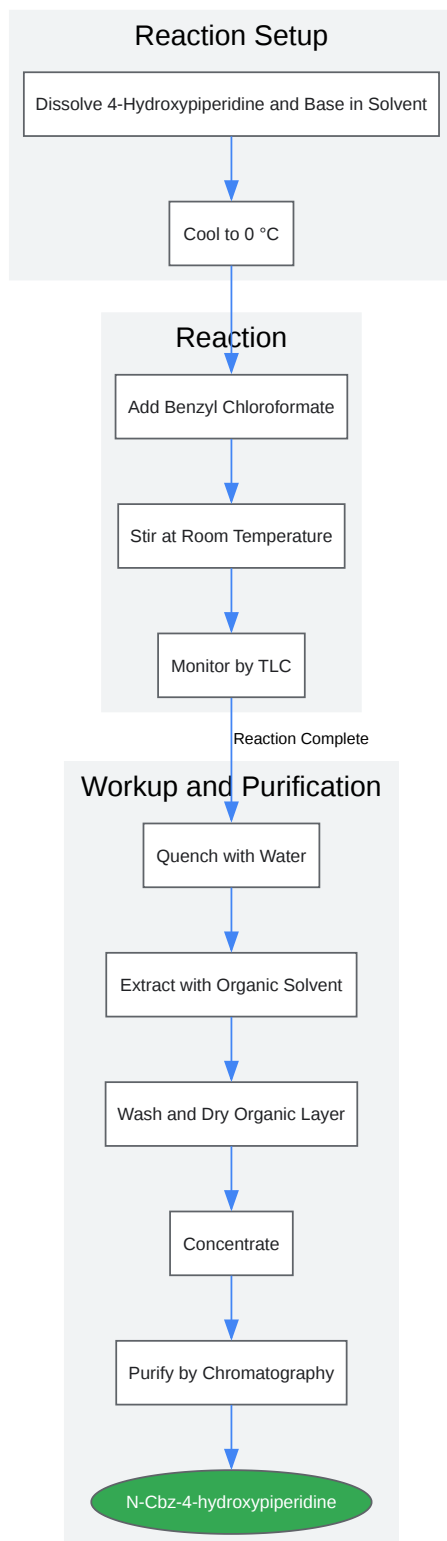 Reaction Setup
Dissolve 4-Hydroxypiperidine and Base in Solvent
Cool to 0 °C
Reaction
Add Benzyl Chloroformate
Stir at Room Temperature
Monitor by TLC
Reaction Complete
Workup and Purification
Quench with Water
Extract with Organic Solvent
Wash and Dry Organic Layer
Concentrate
Purify by Chromatography
N-Cbz-4-hydroxypiperidine